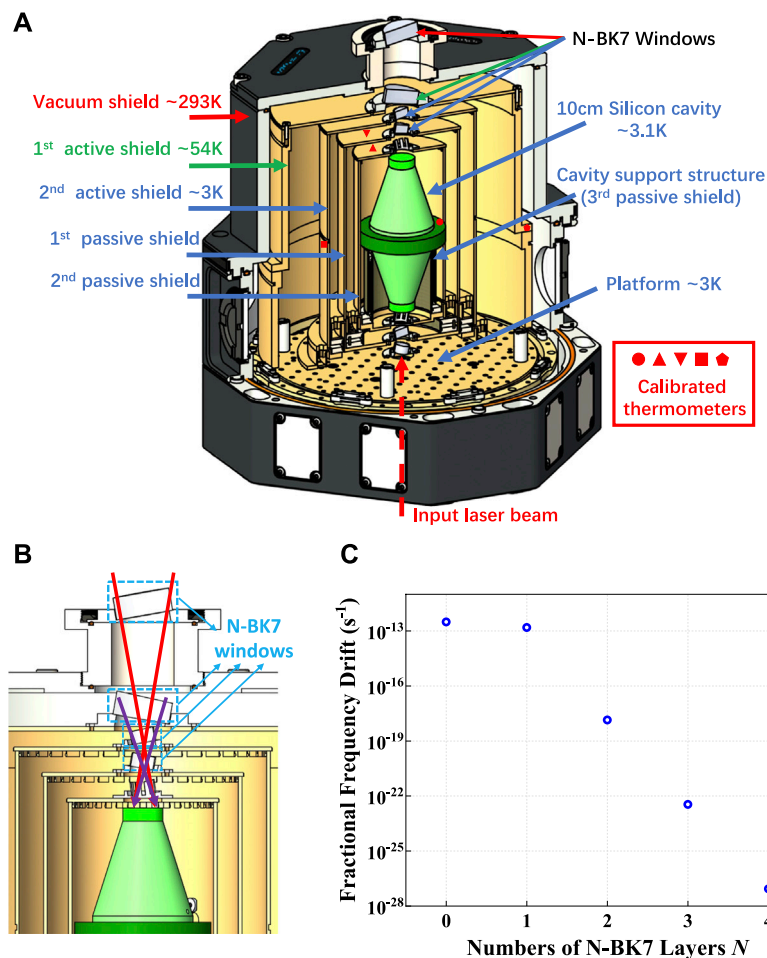 A
N-BK7 Windows
Vacuum shield ~293K
10cm Silicon cavity
~3.1K
1st active shield ~54K
Cavity support structure
(3rd passive shield)
2nd active shield ~3K
1st passive shield
2nd passive shield
Platform ~3K
Calibrated
thermometers
Input laser beam
B
N-BK7
windows
C
Fractional Frequency Drift (s-1)
10-13
10-16
10-19
10-22
10-25
10-28
0
1
2
3
4
Numbers of N-BK7 Layers N